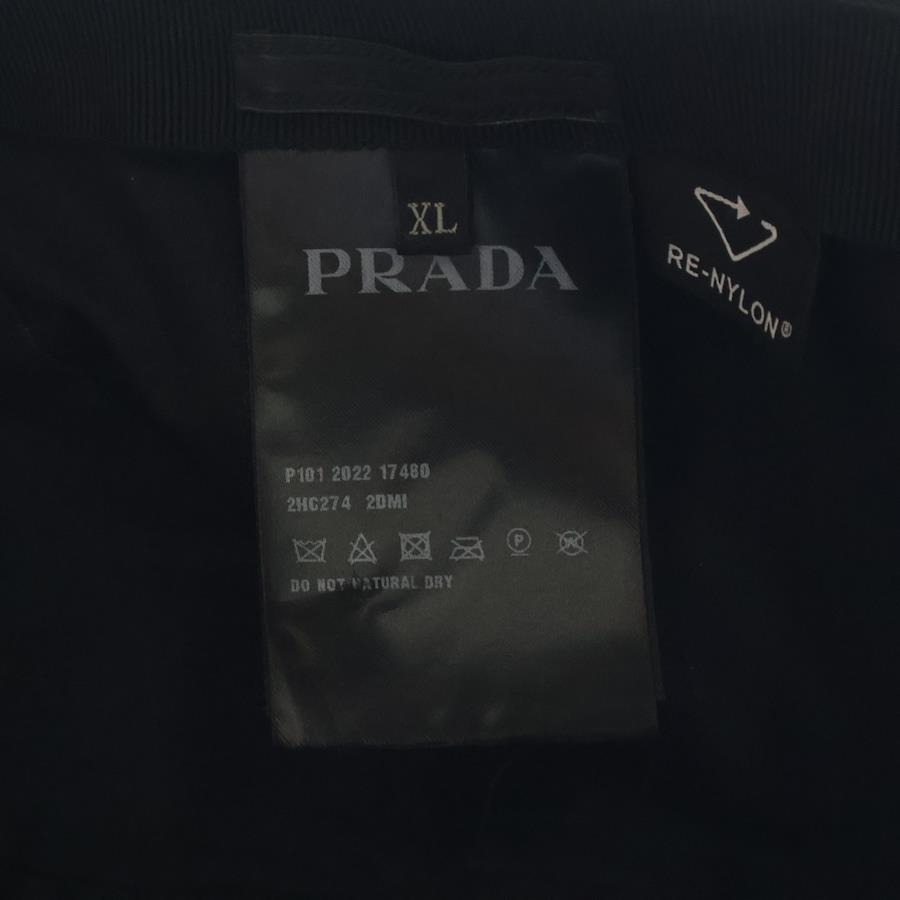 XL
PRADA
RE-NYLON®
P101 2022 17480
2HC274 2DMI
P
DO NOT NATURAL DRY